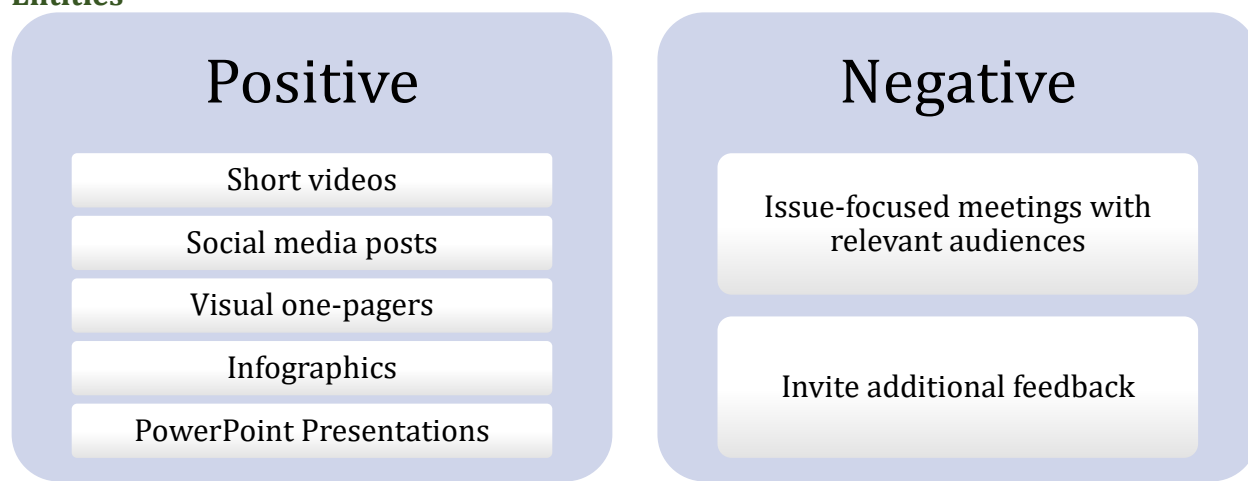 Entities
Positive
Short videos
Social media posts
Visual one-pagers
Infographics
PowerPoint Presentations
Negative
Issue-focused meetings with
relevant audiences
Invite additional feedback